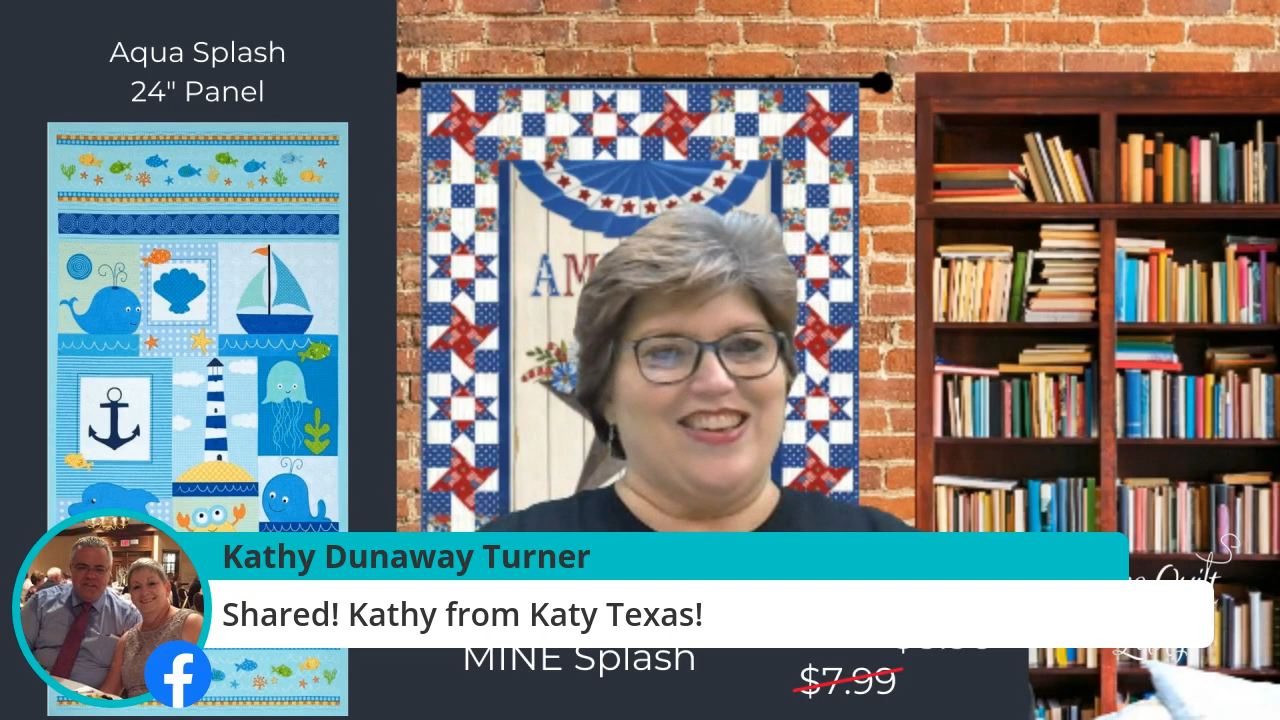 Aqua Splash
24" Panel
Kathy Dunaway Turner
Shared! Kathy from Katy Texas!
MINE Splash
$7.99